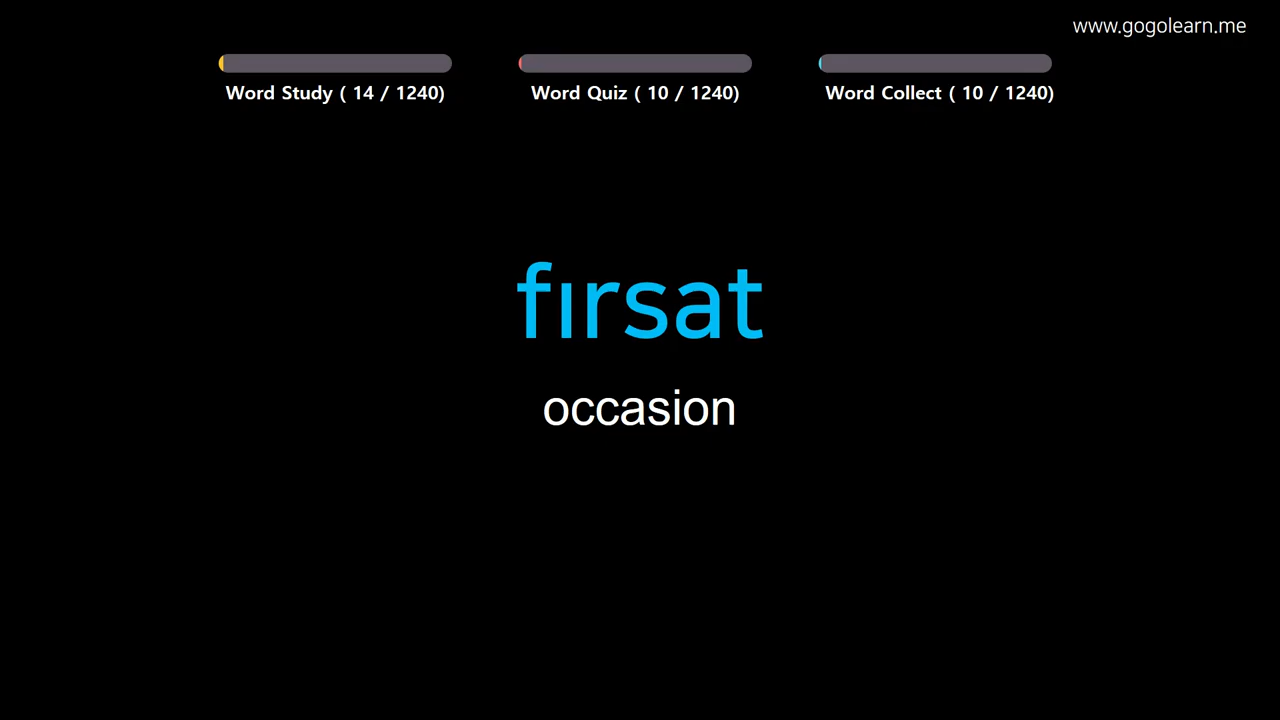 www.gogolearn.me
Word Study ( 14 / 1240)
Word Quiz ( 10 / 1240)
Word Collect ( 10 / 1240)
fırsat
occasion